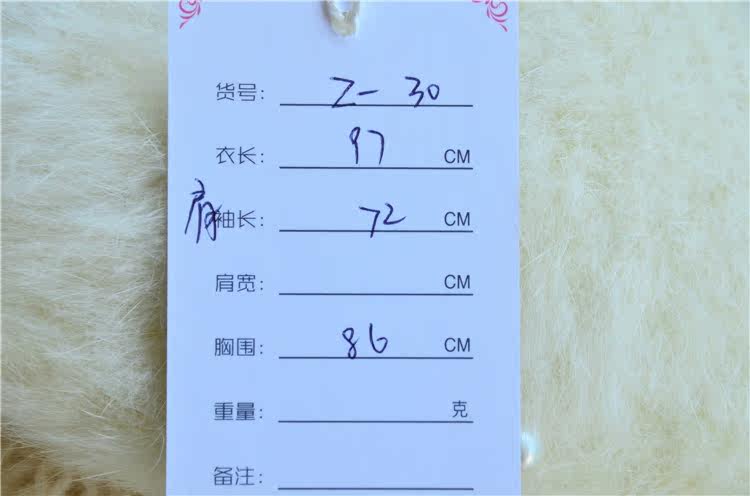 货号: Z-30
衣长: 97 CM
肩袖长: 72 CM
肩宽: CM
胸围: 86 CM
重量: 克
备注: